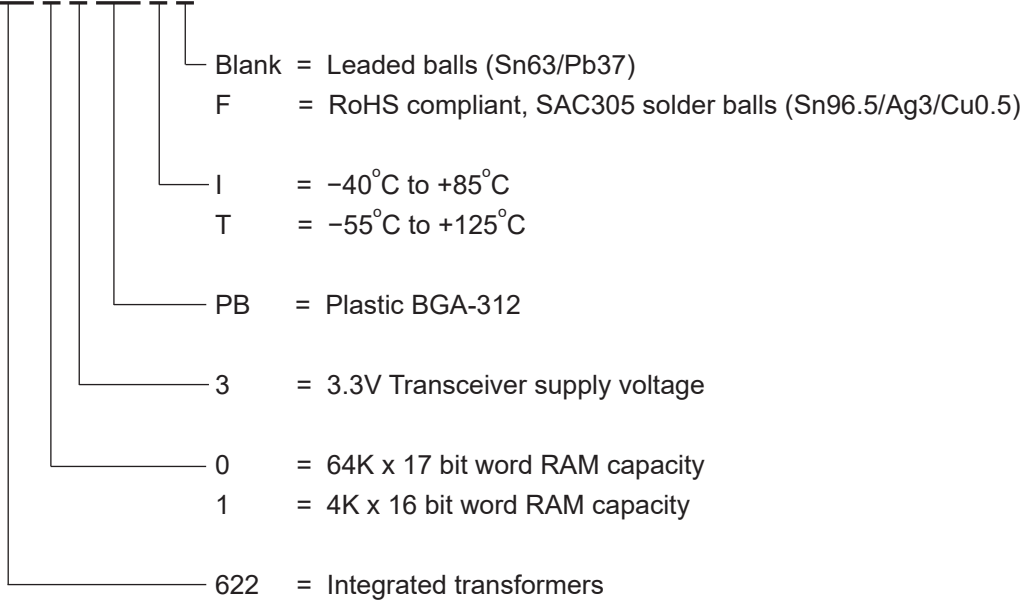 Blank = Leaded balls (Sn63/Pb37)
F = RoHS compliant, SAC305 solder balls (Sn96.5/Ag3/Cu0.5)
I = −40°C to +85°C
T = −55°C to +125°C
PB = Plastic BGA-312
3 = 3.3V Transceiver supply voltage
0 = 64K x 17 bit word RAM capacity
1 = 4K x 16 bit word RAM capacity
622 = Integrated transformers